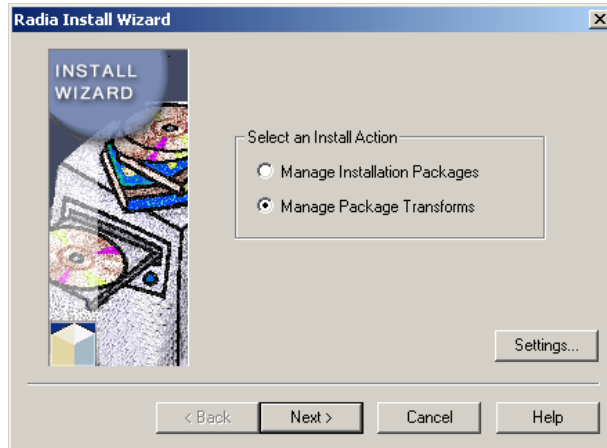 Radia Install Wizard
INSTALL
WIZARD
Select an Install Action
Manage Installation Packages
Manage Package Transforms
Settings...
< Back
Next >
Cancel
Help